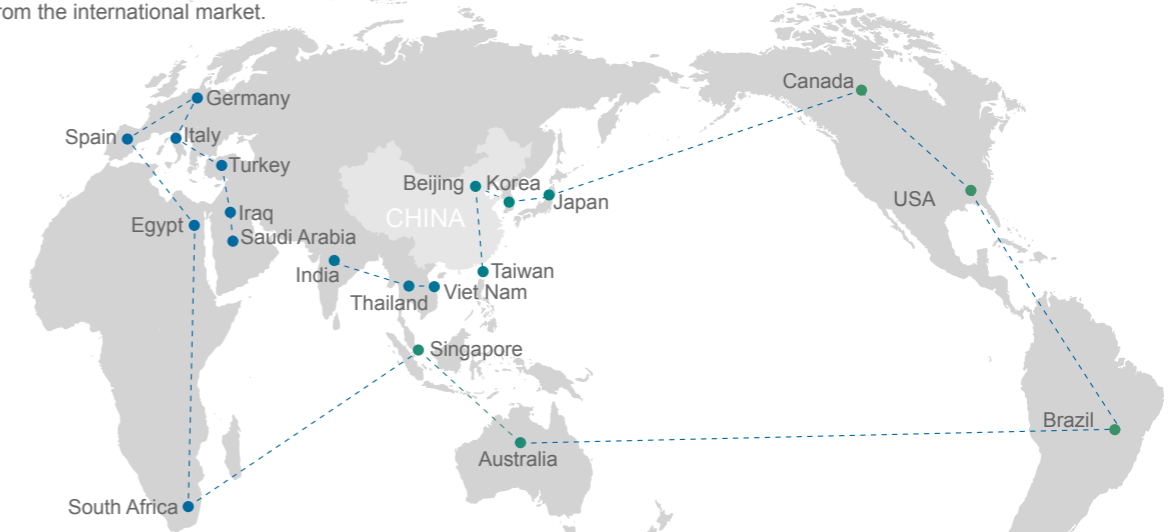 rom the international market.
Canada
Germany
Spain
Italy
Turkey
Beijing
Korea
USA
Japan
Iraq
CHINA
Egypt
Saudi Arabia
India
Taiwan
Viet Nam
Thailand
Singapore
Brazil
Australia
South Africa